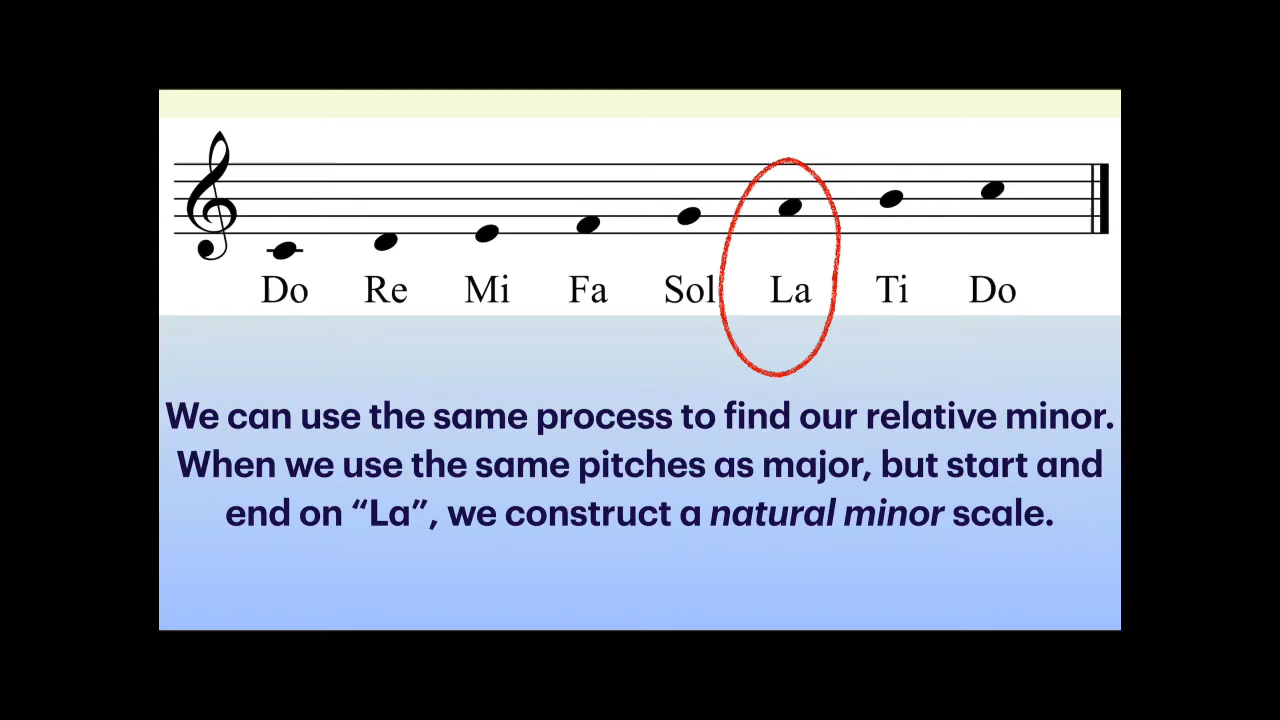 Do Re Mi Fa Sol La Ti Do
We can use the same process to find our relative minor.
When we use the same pitches as major, but start and
end on “La”, we construct a natural minor scale.